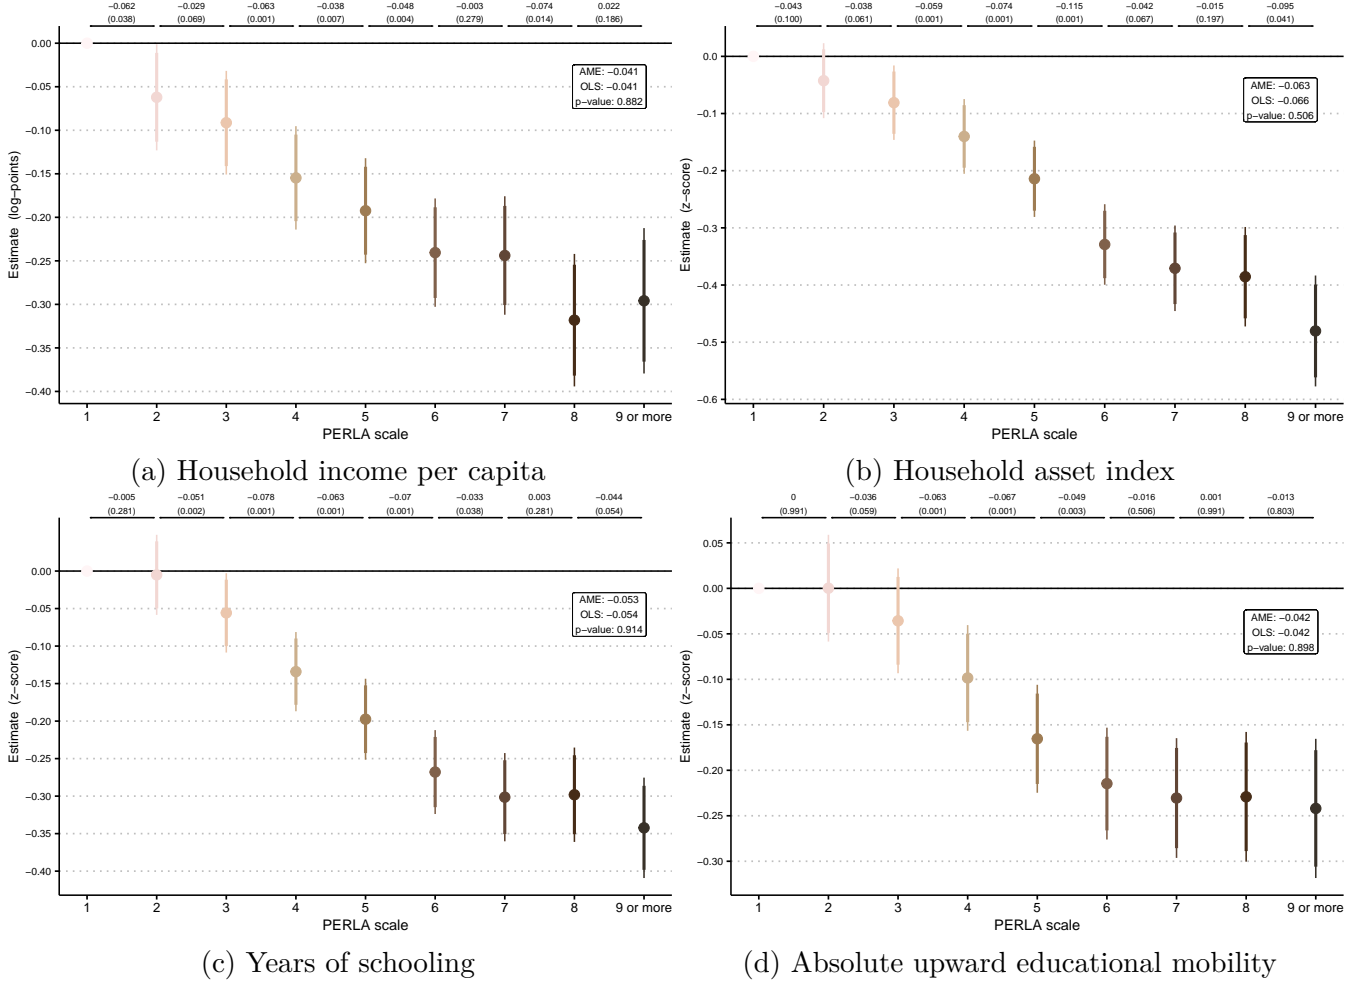 −0.062 −0.029 −0.063 −0.038 −0.048 −0.003 −0.074 0.022
(0.038) (0.069) (0.001) (0.007) (0.004) (0.279) (0.014) (0.186)
0.00
−0.05
−0.10
−0.15
−0.20
−0.25
−0.30
−0.35
−0.40
Estimate (log−points)
AME: −0.041
OLS: −0.041
p−value: 0.882
1 2 3 4 5 6 7 8 9 or more
PERLA scale
(a) Household income per capita
−0.043 −0.038 −0.059 −0.074 −0.115 −0.042 −0.015 −0.095
(0.100) (0.061) (0.001) (0.001) (0.001) (0.067) (0.197) (0.041)
0.0
−0.1
−0.2
−0.3
−0.4
−0.5
−0.6
Estimate (z−score)
AME: −0.063
OLS: −0.066
p−value: 0.506
1 2 3 4 5 6 7 8 9 or more
PERLA scale
(b) Household asset index
−0.005 −0.051 −0.078 −0.063 −0.07 −0.033 0.003 −0.044
(0.281) (0.002) (0.001) (0.001) (0.001) (0.038) (0.281) (0.054)
0.00
−0.05
−0.10
−0.15
−0.20
−0.25
−0.30
−0.35
−0.40
Estimate (z−score)
AME: −0.053
OLS: −0.054
p−value: 0.914
1 2 3 4 5 6 7 8 9 or more
PERLA scale
(c) Years of schooling
0 −0.036 −0.063 −0.067 −0.049 −0.016 0.001 −0.013
(0.991) (0.059) (0.001) (0.001) (0.003) (0.506) (0.991) (0.803)
0.05
0.00
−0.05
−0.10
−0.15
−0.20
−0.25
−0.30
Estimate (z−score)
AME: −0.042
OLS: −0.042
p−value: 0.898
1 2 3 4 5 6 7 8 9 or more
PERLA scale
(d) Absolute upward educational mobility